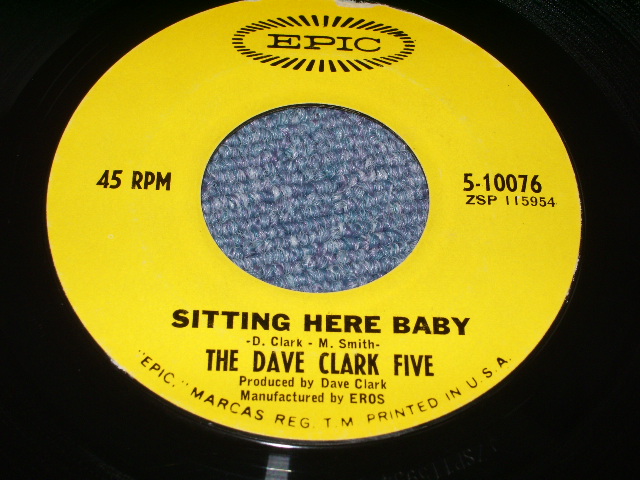 EPIC
45 RPM
5-10076
ZSP 115954
SITTING HERE BABY
-D. Clark - M. Smith-
THE DAVE CLARK FIVE
Produced by Dave Clark
Manufactured by EROS
"EPIC," MARCAS REG. T.M PRINTED IN U.S.A.